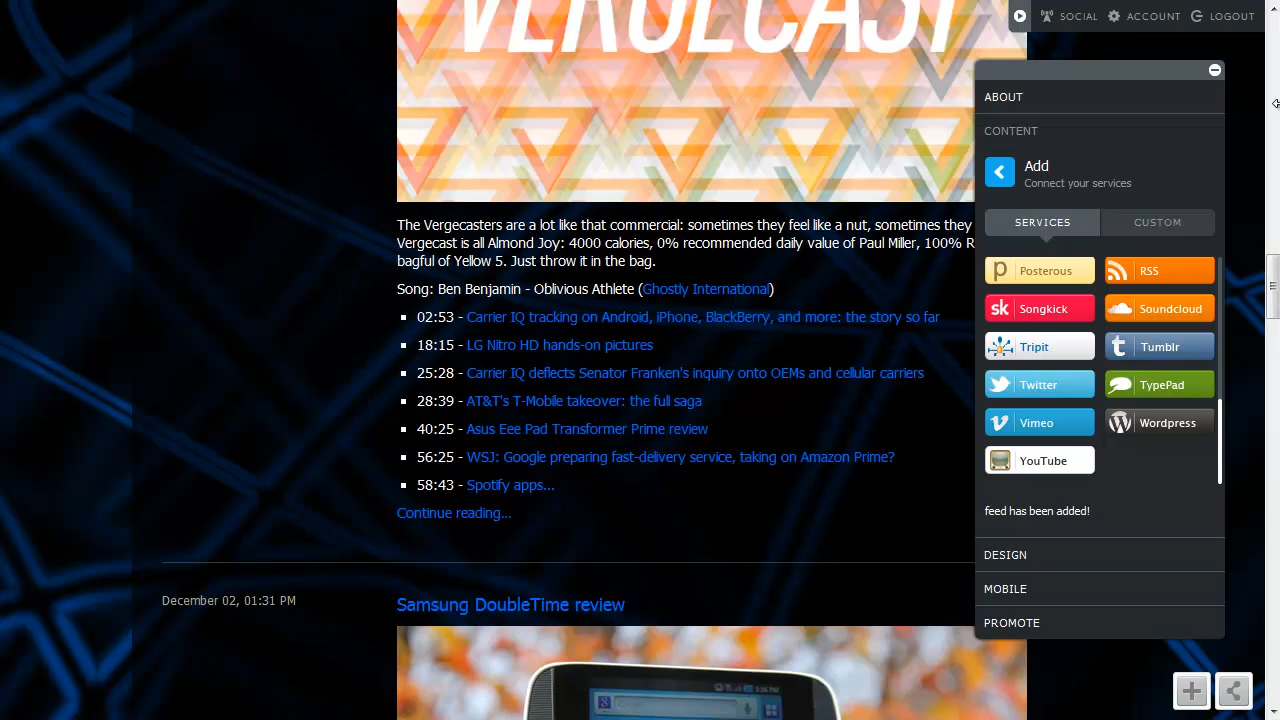 VERGECAST
SOCIAL
ACCOUNT
LOGOUT
ABOUT
CONTENT
Add
Connect your services
SERVICES
CUSTOM
Posterous
RSS
sk Songkick
Soundcloud
Tripit
Tumblr
Twitter
TypePad
Vimeo
Wordpress
YouTube
feed has been added!
DESIGN
MOBILE
PROMOTE
The Vergecasters are a lot like that commercial: sometimes they feel like a nut, sometimes they
Vergecast is all Almond Joy: 4000 calories, 0% recommended daily value of Paul Miller, 100% R
bagful of Yellow 5. Just throw it in the bag.
Song: Ben Benjamin - Oblivious Athlete (Ghostly International)
02:53 - Carrier IQ tracking on Android, iPhone, BlackBerry, and more: the story so far
18:15 - LG Nitro HD hands-on pictures
25:28 - Carrier IQ deflects Senator Franken's inquiry onto OEMs and cellular carriers
28:39 - AT&T's T-Mobile takeover: the full saga
40:25 - Asus Eee Pad Transformer Prime review
56:25 - WSJ: Google preparing fast-delivery service, taking on Amazon Prime?
58:43 - Spotify apps...
Continue reading...
December 02, 01:31 PM
Samsung DoubleTime review